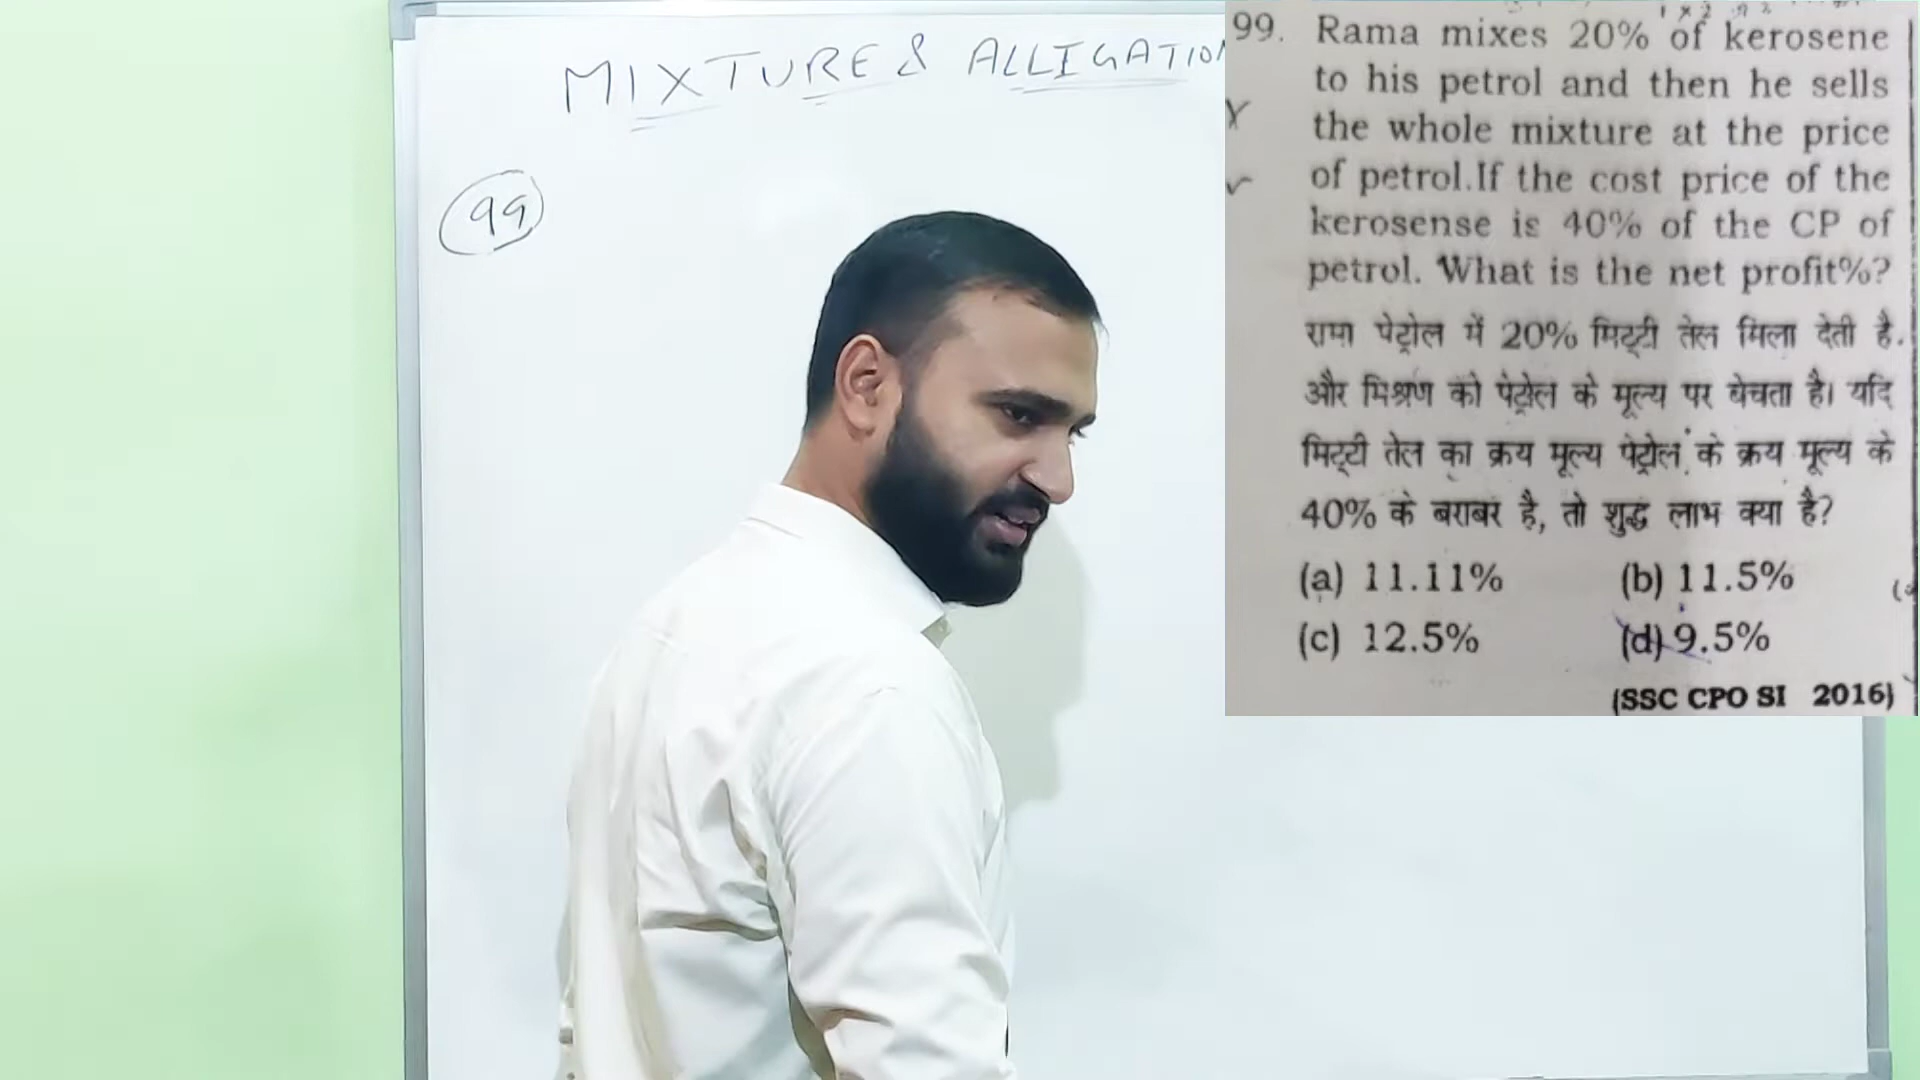 MIXTURE & ALLIGATION
99
99. Rama mixes 20% of kerosene
to his petrol and then he sells
the whole mixture at the price
of petrol.If the cost price of the
kerosense is 40% of the CP of
petrol. What is the net profit%?
रामा पेट्रोल में 20% मिट्टी तेल मिला देती है.
और मिश्रण को पेट्रोल के मूल्य पर बेचता है। यदि
मिट्टी तेल का क्रय मूल्य पेट्रोल के क्रय मूल्य के
40% के बराबर है, तो शुद्ध लाभ क्या है?
(a) 11.11% (b) 11.5%
(c) 12.5% (d) 9.5%
(SSC CPO SI 2016)